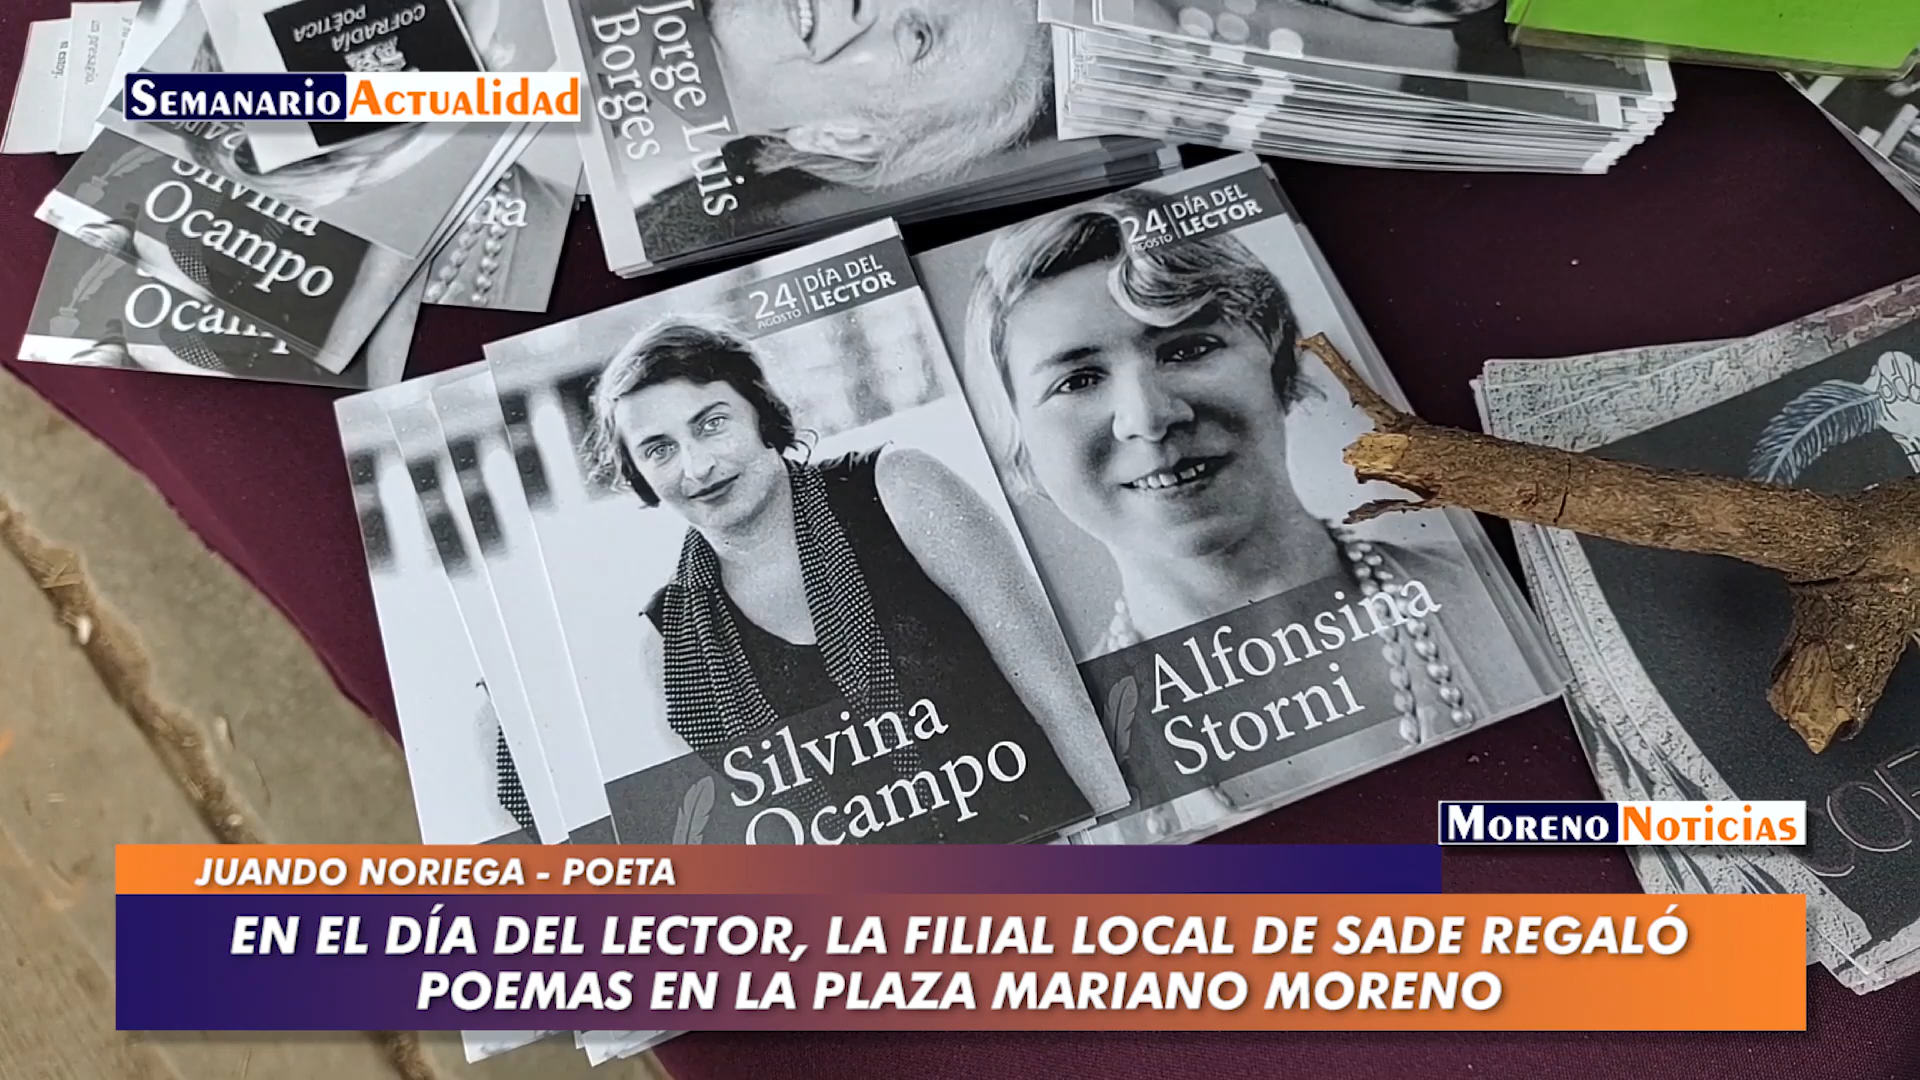 COFRADÍA
POÉTICA
SEMANARIO ACTUALIDAD
Jorge Luis
Borges
Silvina
Ocampo
Ocampo
24 AGOSTO DÍA DEL
LECTOR
24 AGOSTO DÍA DEL
LECTOR
Alfonsina
Storni
Silvina
Ocampo
MORENO NOTICIAS
JUANDO NORIEGA - POETA
EN EL DÍA DEL LECTOR, LA FILIAL LOCAL DE SADE REGALÓ
POEMAS EN LA PLAZA MARIANO MORENO